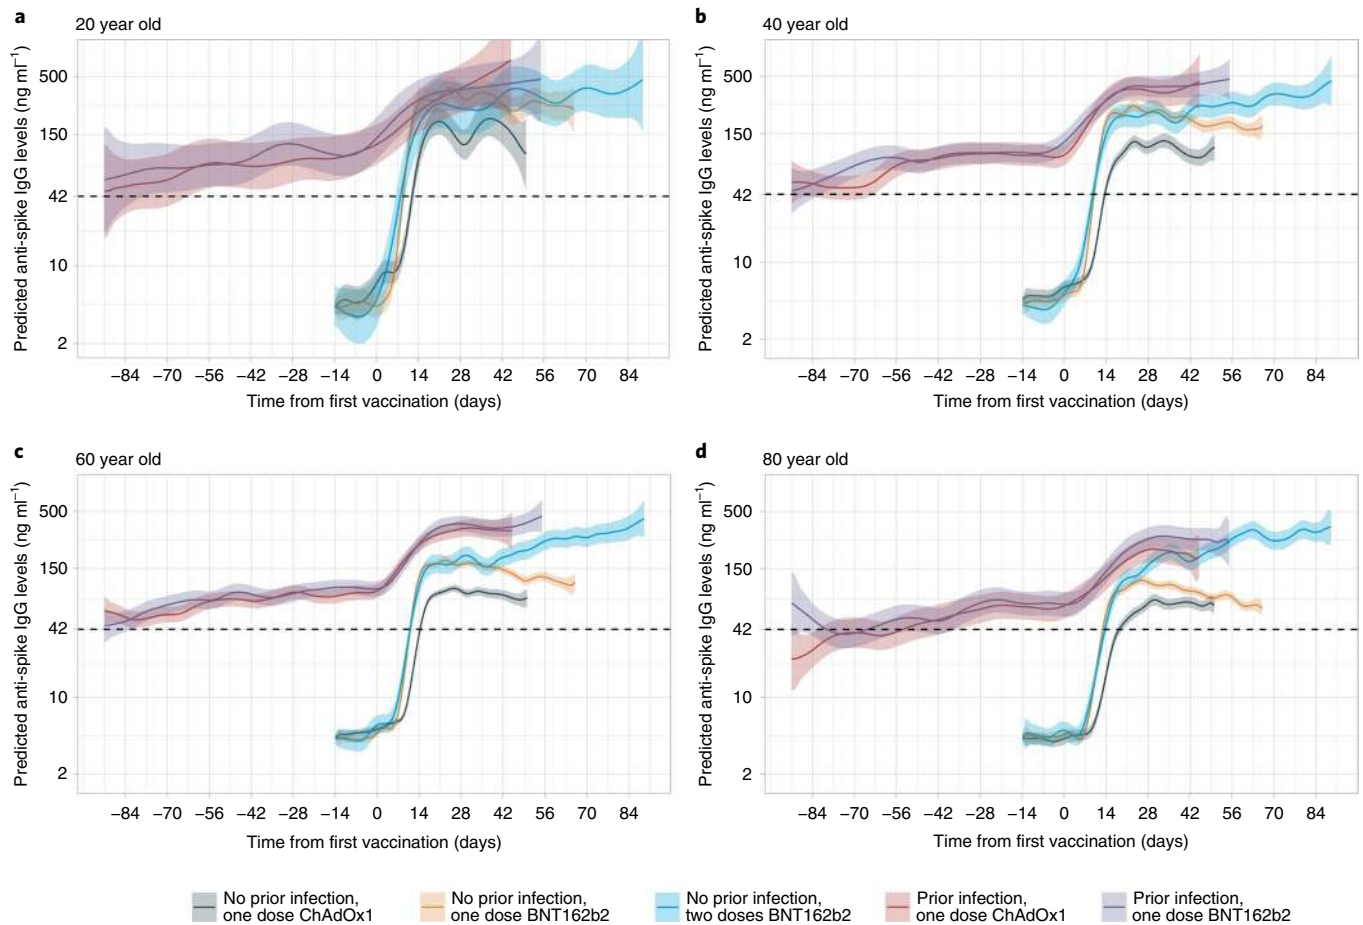 a
20 year old
Predicted anti-spike IgG levels (ng ml⁻¹)
500
150
42
10
2
−84 −70 −56 −42 −28 −14 0 14 28 42 56 70 84
Time from first vaccination (days)
b
40 year old
Predicted anti-spike IgG levels (ng ml⁻¹)
500
150
42
10
2
−84 −70 −56 −42 −28 −14 0 14 28 42 56 70 84
Time from first vaccination (days)
c
60 year old
Predicted anti-spike IgG levels (ng ml⁻¹)
500
150
42
10
2
−84 −70 −56 −42 −28 −14 0 14 28 42 56 70 84
Time from first vaccination (days)
d
80 year old
Predicted anti-spike IgG levels (ng ml⁻¹)
500
150
42
10
2
−84 −70 −56 −42 −28 −14 0 14 28 42 56 70 84
Time from first vaccination (days)
No prior infection,
one dose ChAdOx1
No prior infection,
one dose BNT162b2
No prior infection,
two doses BNT162b2
Prior infection,
one dose ChAdOx1
Prior infection,
one dose BNT162b2